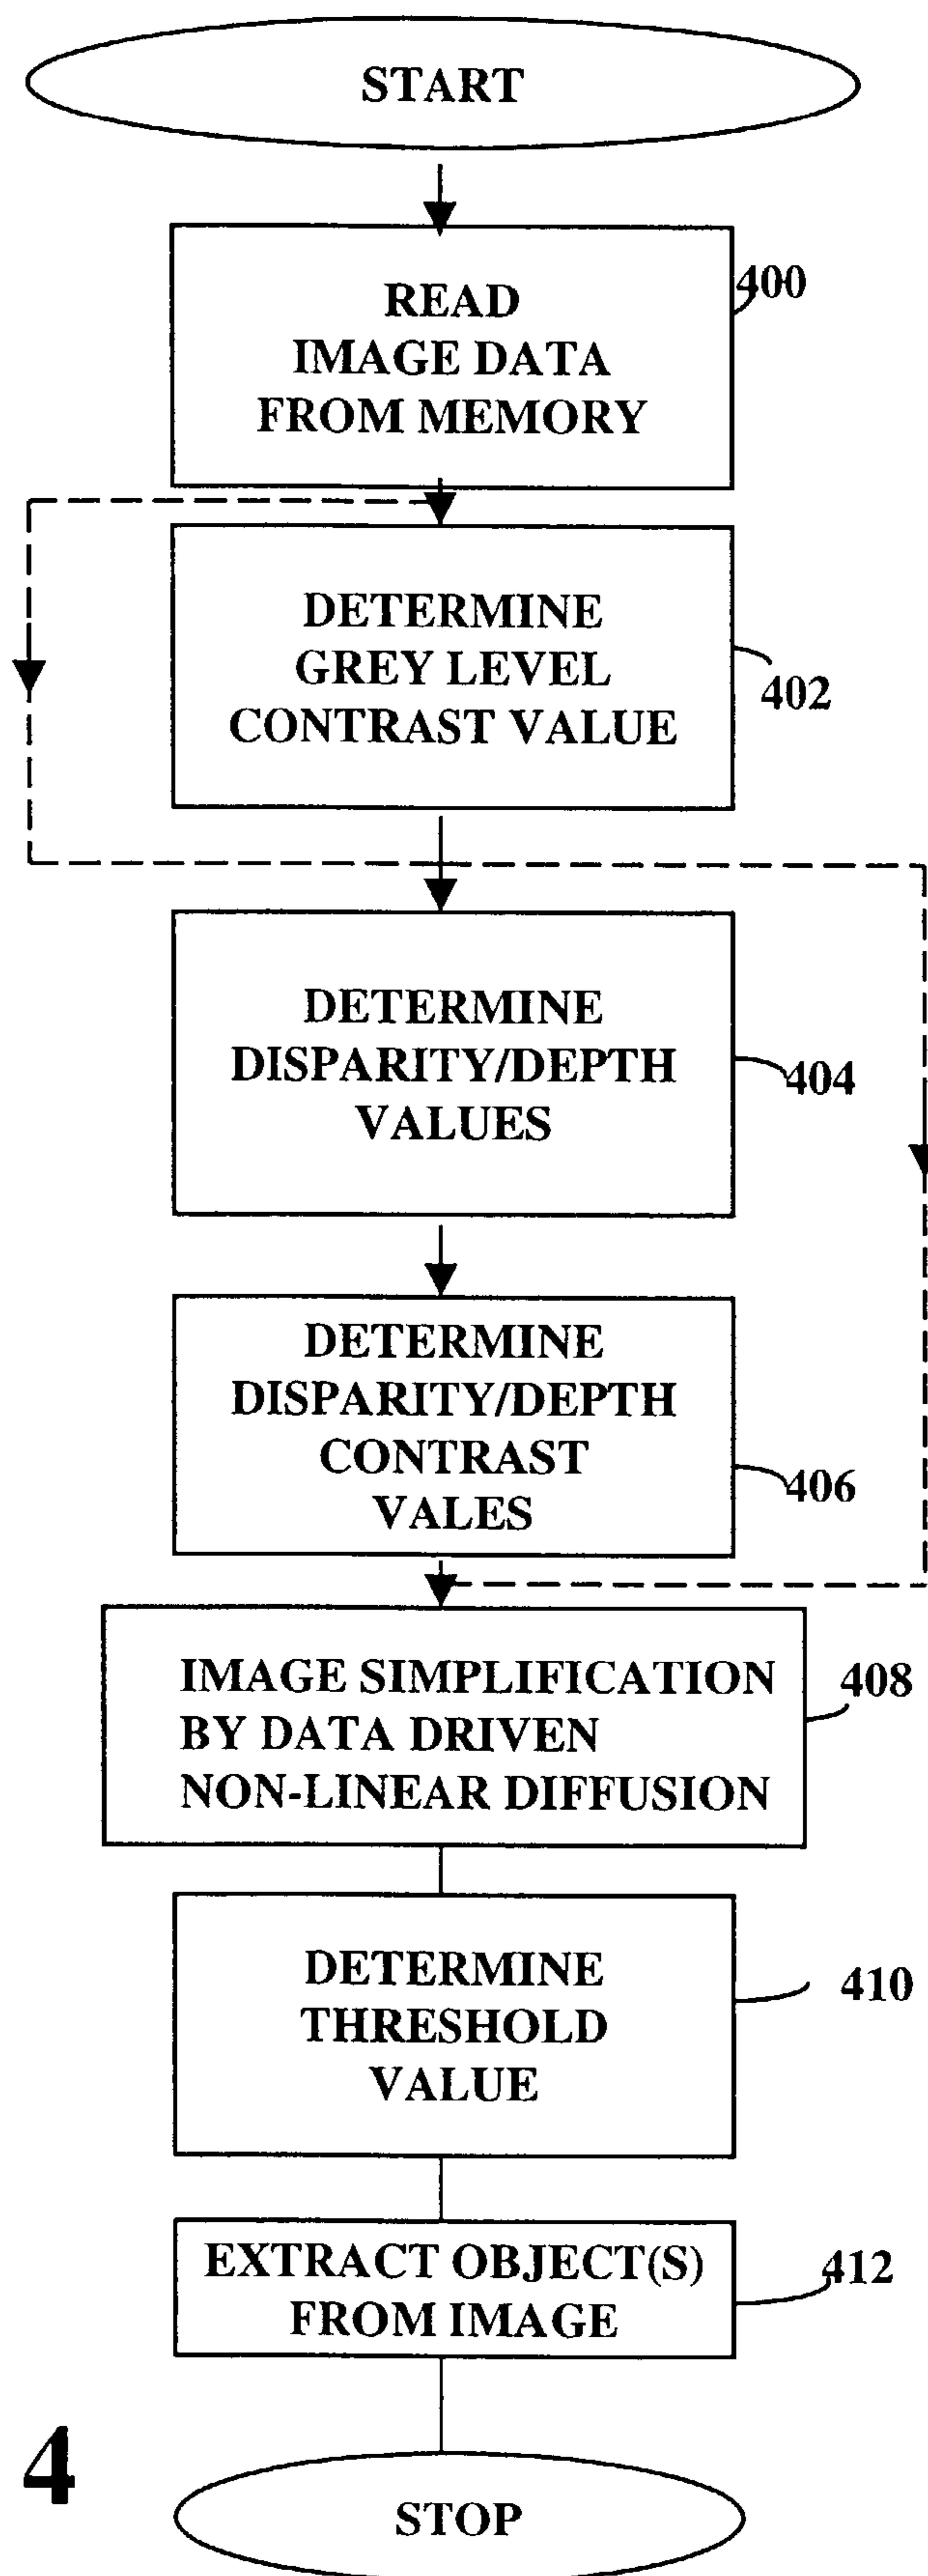 START
READ
IMAGE DATA
FROM MEMORY
400
DETERMINE
GREY LEVEL
CONTRAST VALUE
402
DETERMINE
DISPARITY/DEPTH
VALUES
404
DETERMINE
DISPARITY/DEPTH
CONTRAST
VALES
406
IMAGE SIMPLIFICATION
BY DATA DRIVEN
NON-LINEAR DIFFUSION
408
DETERMINE
THRESHOLD
VALUE
410
EXTRACT OBJECT(S)
FROM IMAGE
412
4
STOP